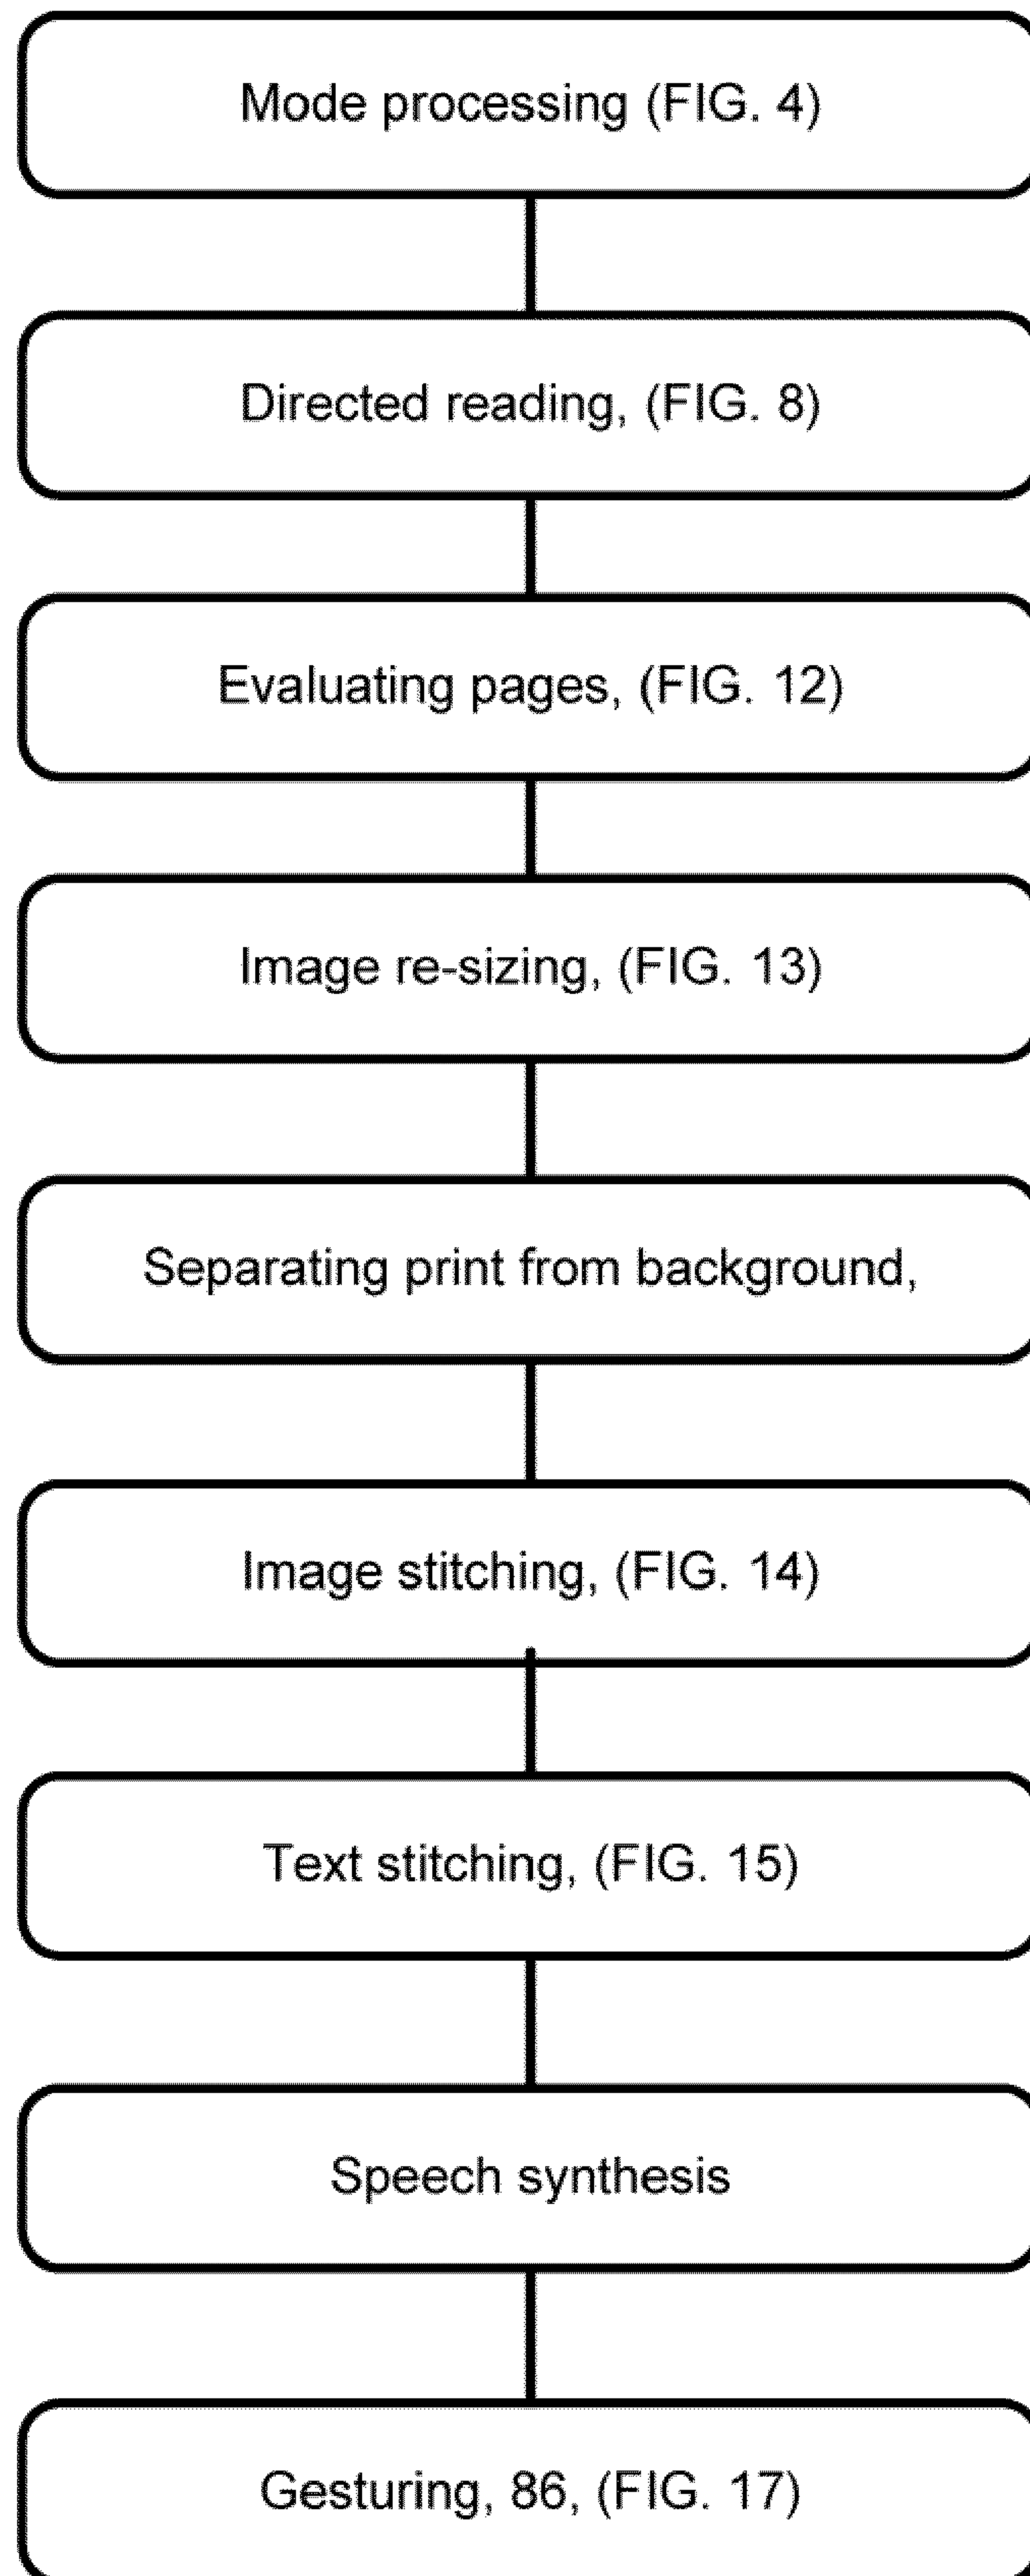 Mode processing (FIG. 4)
Directed reading, (FIG. 8)
Evaluating pages, (FIG. 12)
Image re-sizing, (FIG. 13)
Separating print from background,
Image stitching, (FIG. 14)
Text stitching, (FIG. 15)
Speech synthesis
Gesturing, 86, (FIG. 17)